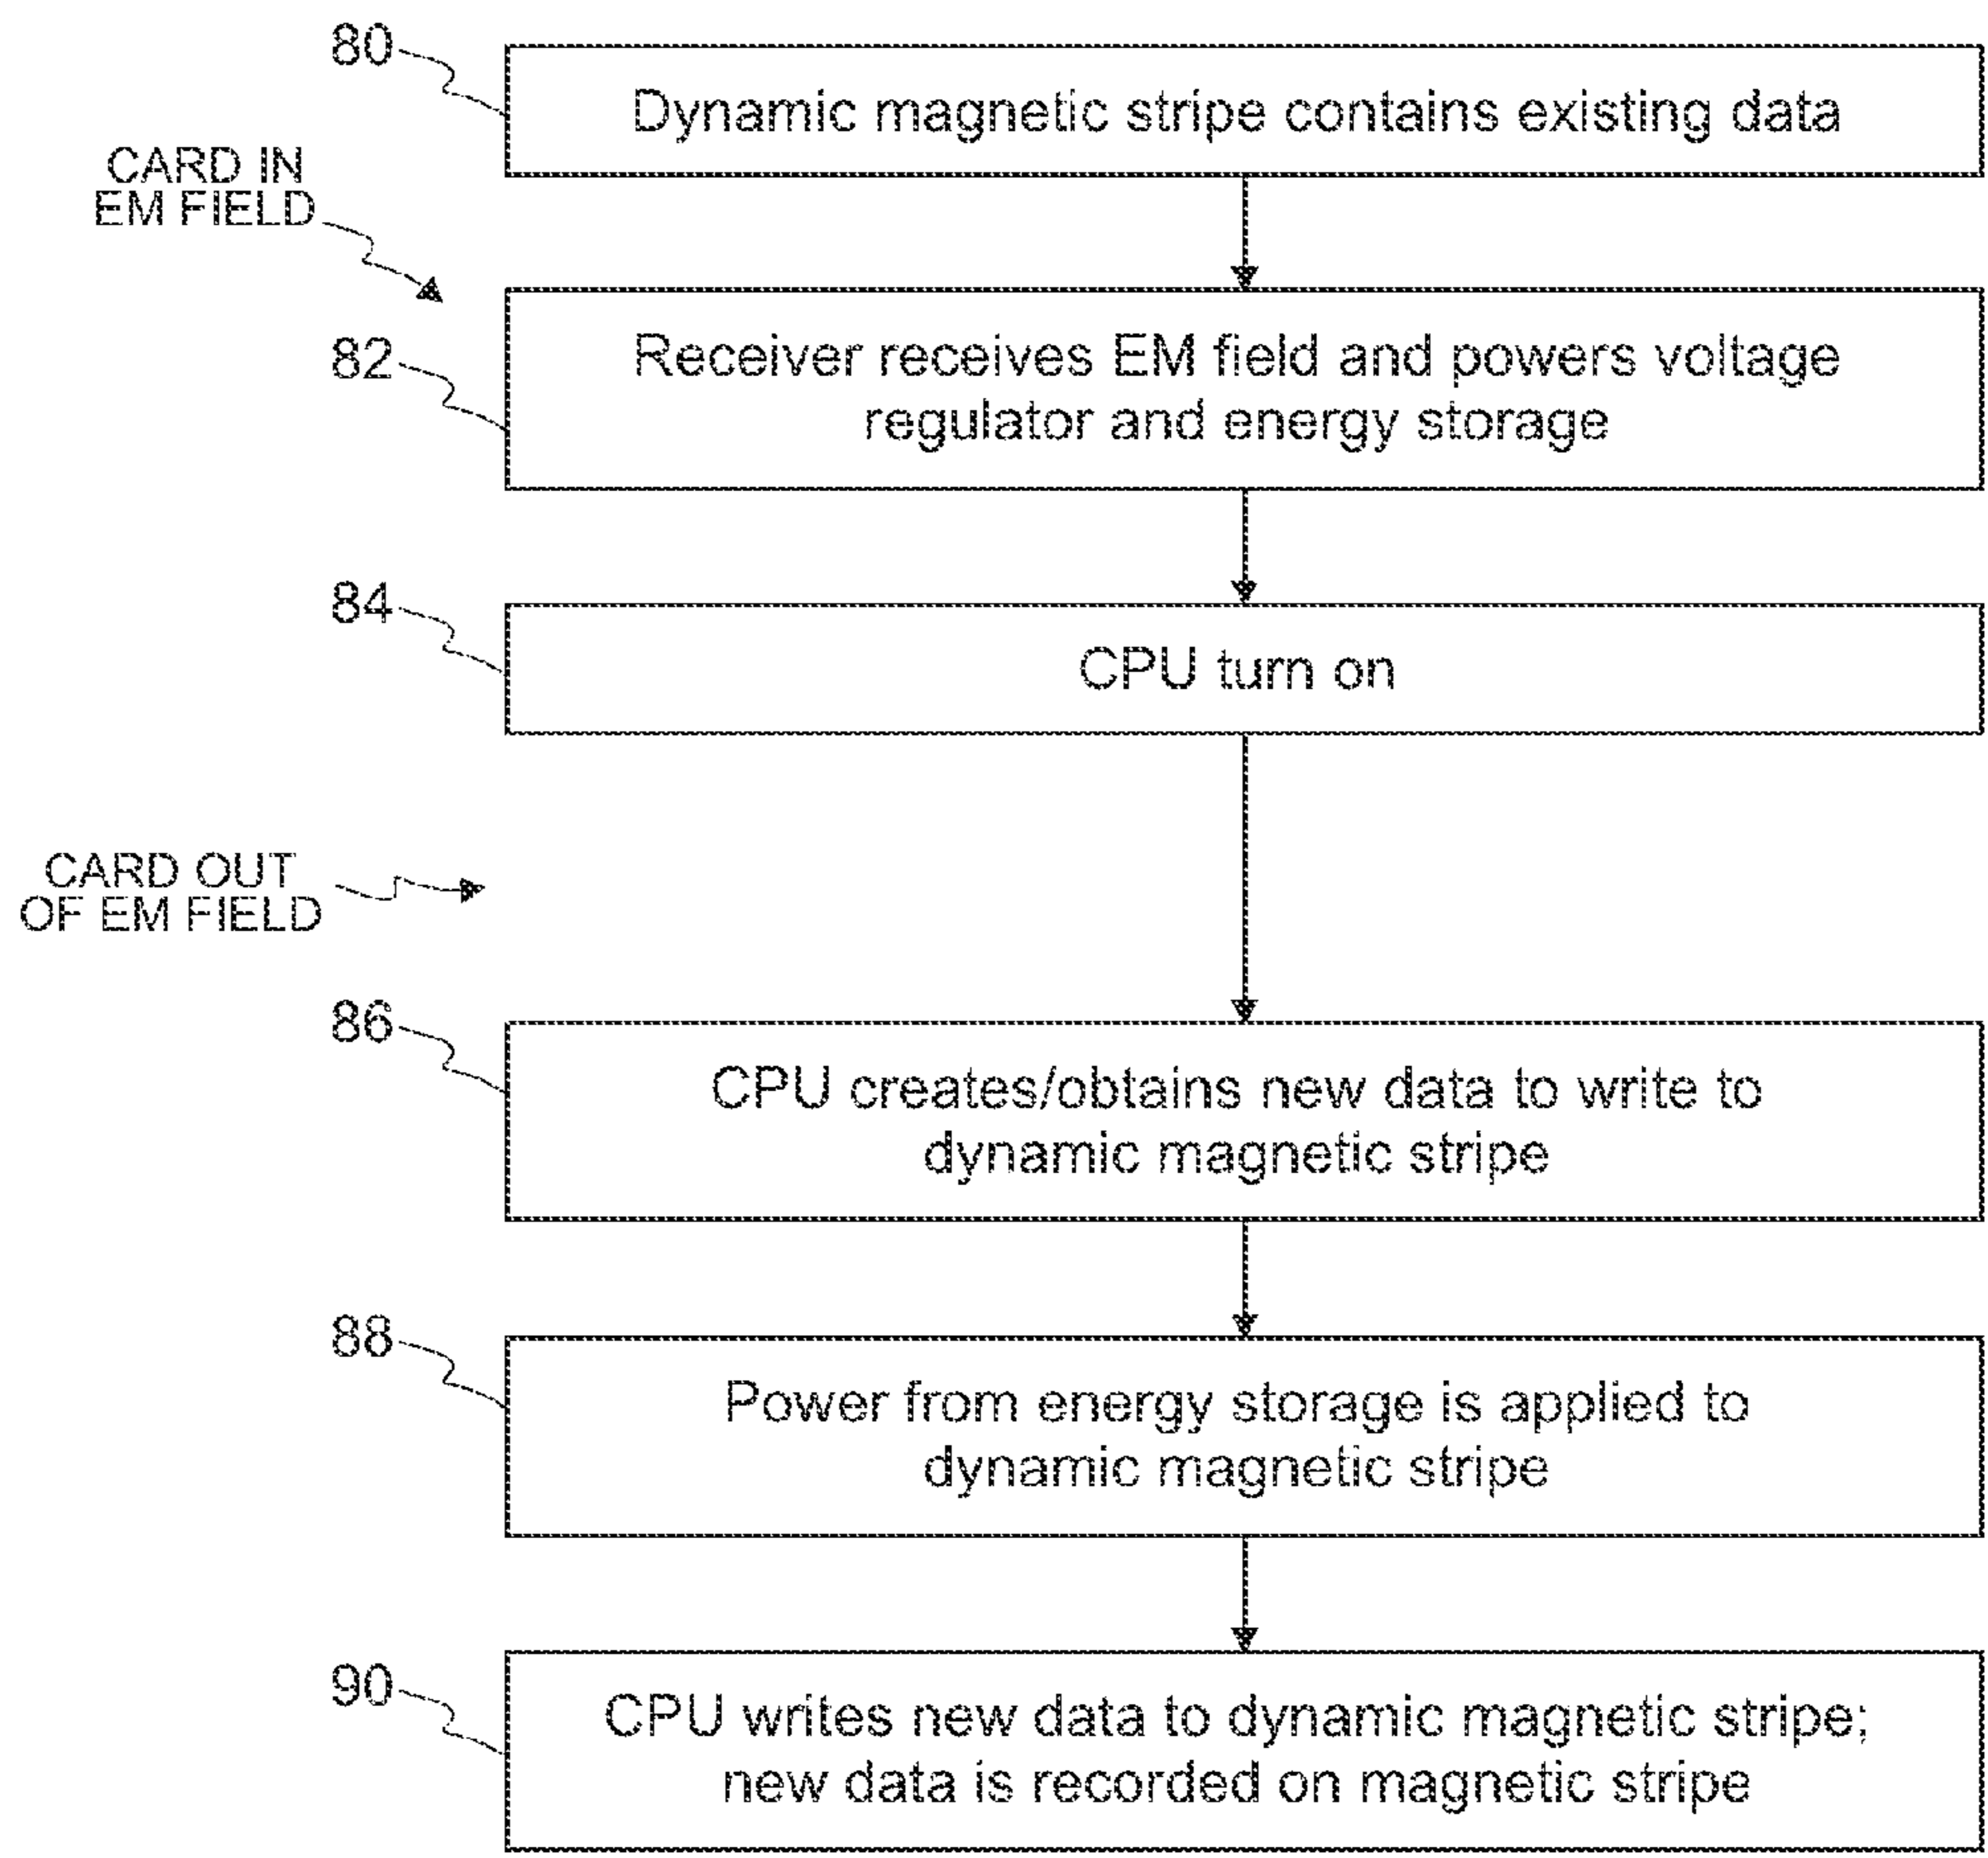 80
Dynamic magnetic stripe contains existing data
CARD IN
EM FIELD
82
Receiver receives EM field and powers voltage
regulator and energy storage
84
CPU turn on
CARD OUT
OF EM FIELD
86
CPU creates/obtains new data to write to
dynamic magnetic stripe
88
Power from energy storage is applied to
dynamic magnetic stripe
90
CPU writes new data to dynamic magnetic stripe;
new data is recorded on magnetic stripe